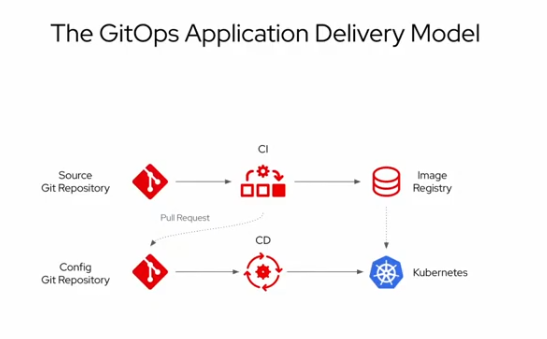 The GitOps Application Delivery Model
CI
Source
Git Repository
Image
Registry
Pull Request
CD
Config
Git Repository
Kubernetes